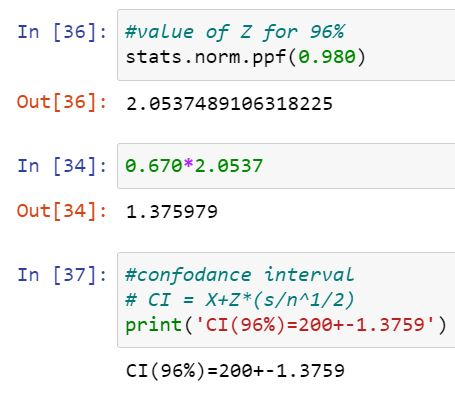 In [36]: #value of Z for 96%
stats.norm.ppf(0.980)
Out[36]: 2.0537489106318225
In [34]: 0.670*2.0537
Out[34]: 1.375979
In [37]: #confodance interval
# CI = X+Z*(s/n^1/2)
print('CI(96%)=200+-1.3759')
CI(96%)=200+-1.3759